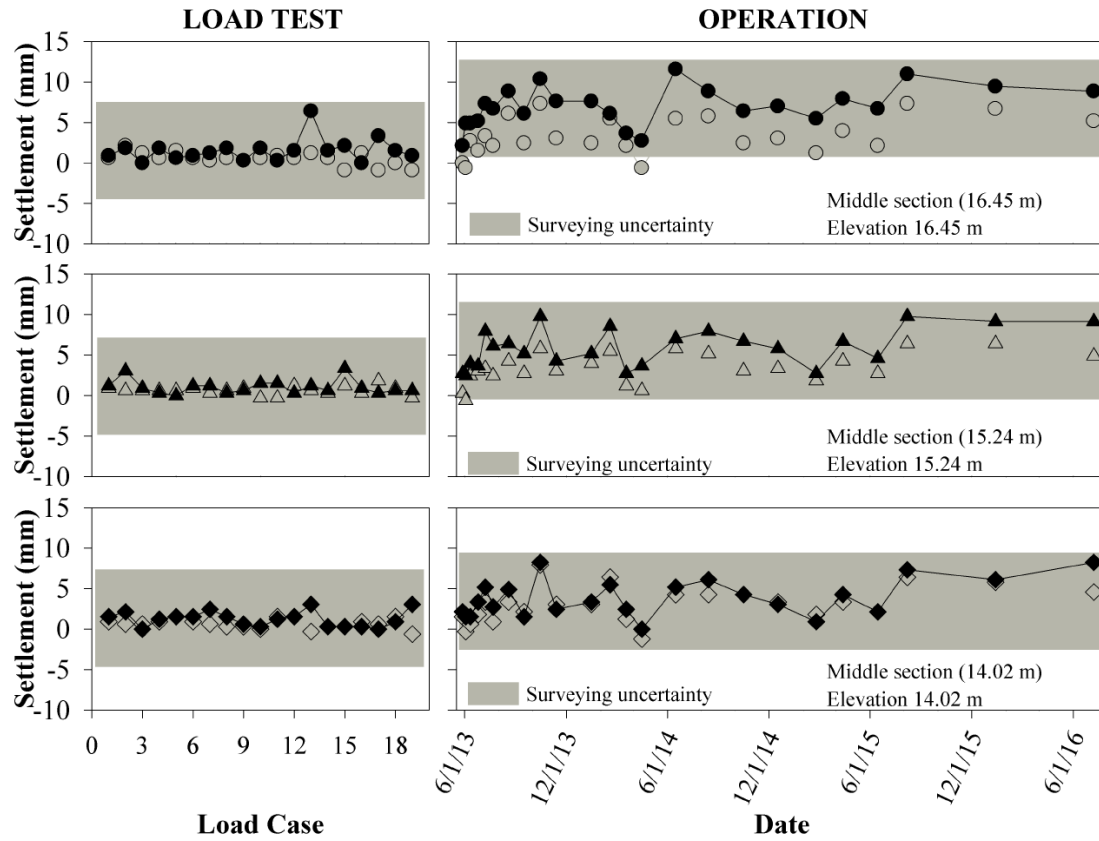 LOAD TEST
OPERATION
Settlement (mm)
15
10
5
0
-5
-10
Surveying uncertainty
Middle section (16.45 m)
Elevation 16.45 m
Settlement (mm)
15
10
5
0
-5
-10
Surveying uncertainty
Middle section (15.24 m)
Elevation 15.24 m
Settlement (mm)
15
10
5
0
-5
-10
Surveying uncertainty
Middle section (14.02 m)
Elevation 14.02 m
0 3 6 9 12 15 18
6/1/13 12/1/13 6/1/14 12/1/14 6/1/15 12/1/15 6/1/16
Load Case
Date